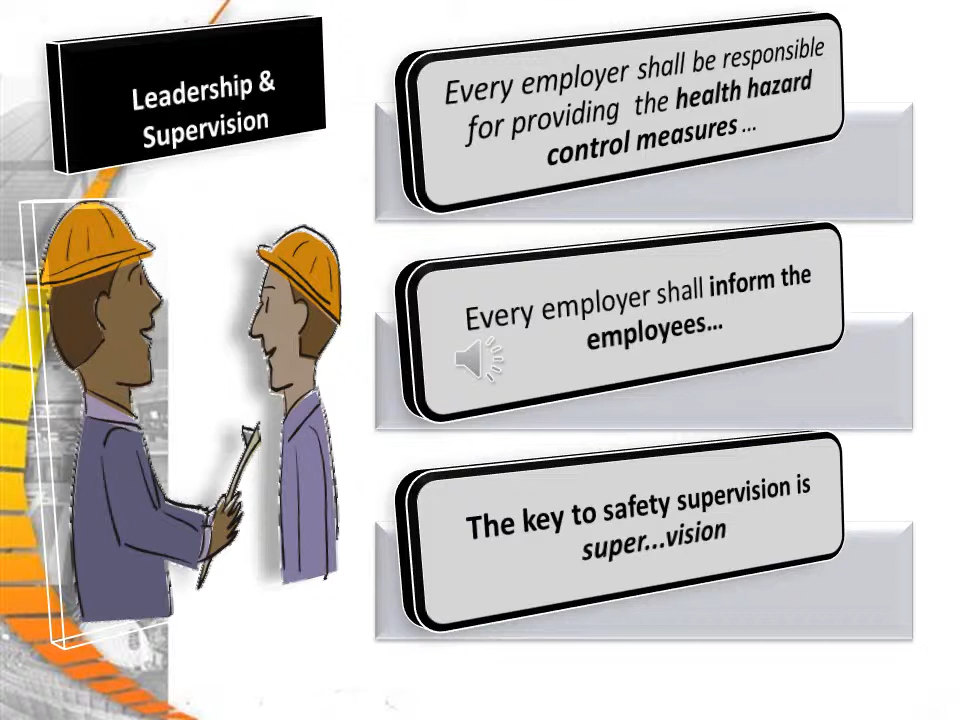 Leadership &
Supervision
Every employer shall be responsible
for providing the health hazard
control measures ...
Every employer shall inform the
employees...
The key to safety supervision is
super...vision